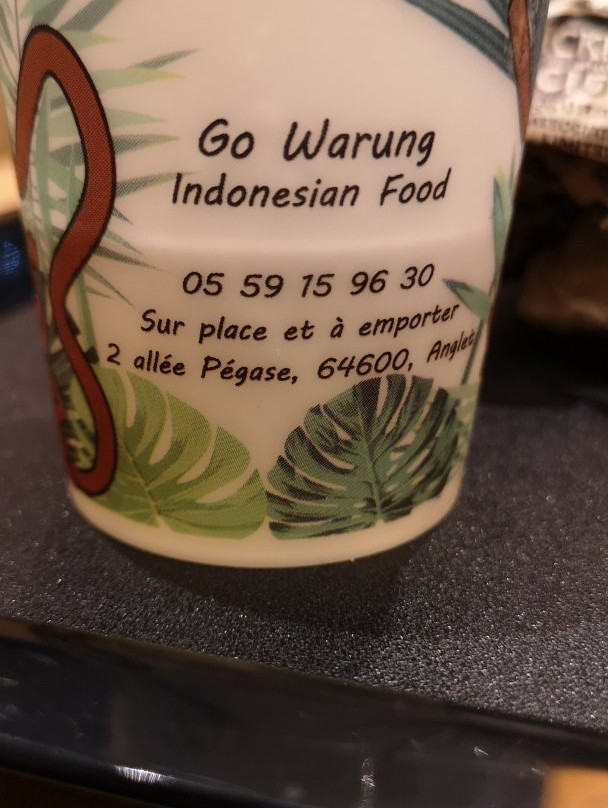 Go Warung
Indonesian Food
05 59 15 96 30
Sur place et à emporter
2 allée Pégase, 64600, Anglet